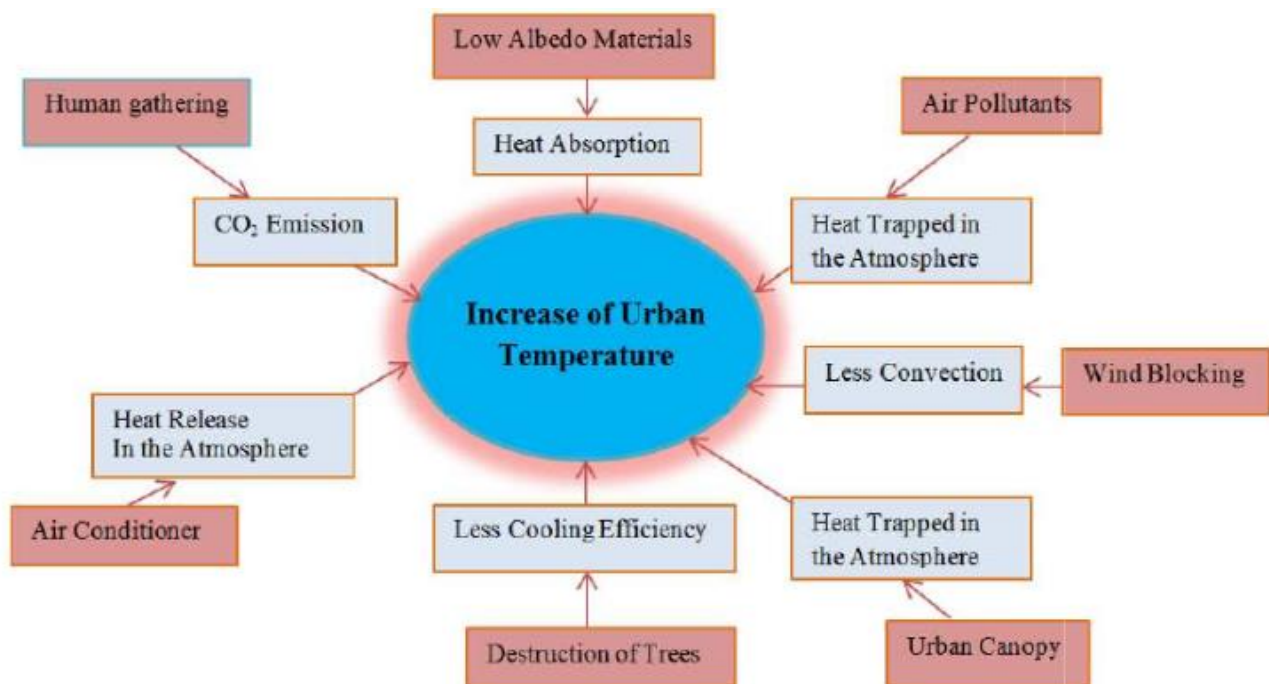 Low Albedo Materials
Human gathering
Air Pollutants
Heat Absorption
CO₂ Emission
Heat Trapped in
the Atmosphere
Increase of Urban
Temperature
Less Convection
Wind Blocking
Heat Release
In the Atmosphere
Air Conditioner
Less Cooling Efficiency
Heat Trapped in
the Atmosphere
Destruction of Trees
Urban Canopy